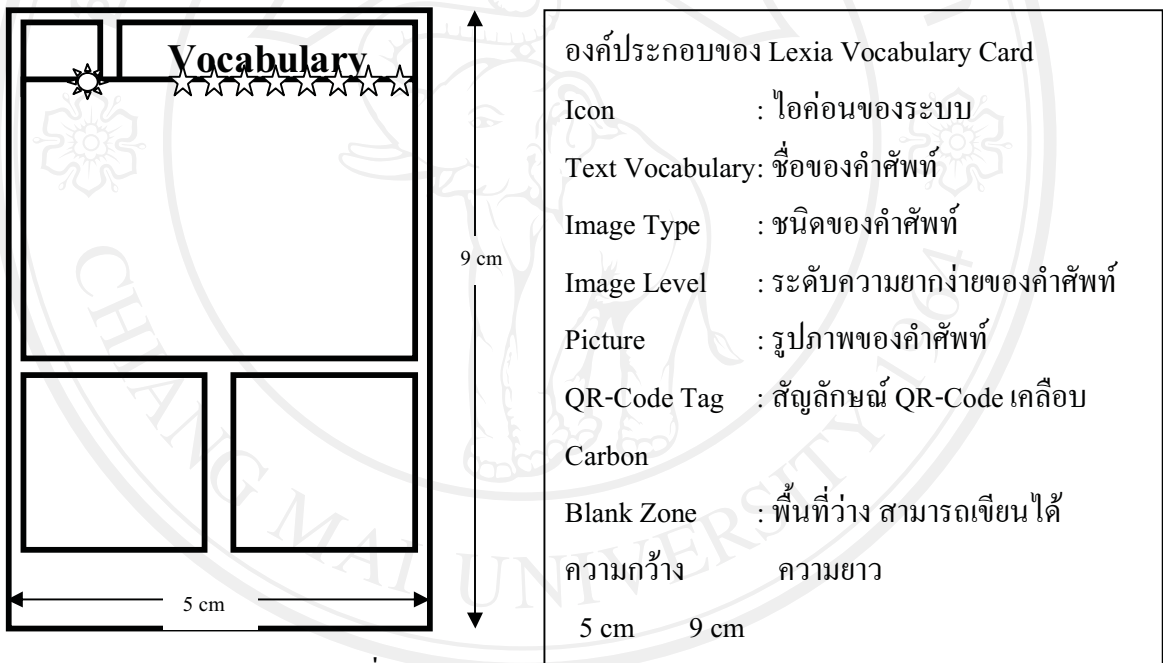 Vocabulary
9 cm
5 cm
องค์ประกอบของ Lexia Vocabulary Card
Icon : ไอค่อนของระบบ
Text Vocabulary: ชื่อของคำศัพท์
Image Type : ชนิดของคำศัพท์
Image Level : ระดับความยากง่ายของคำศัพท์
Picture : รูปภาพของคำศัพท์
QR-Code Tag : สัญลักษณ์ QR-Code เคลือบ
Carbon
Blank Zone : พื้นที่ว่าง สามารถเขียนได้
ความกว้าง ความยาว
5 cm 9 cm
CHIANG MAI UNIVERSITY 1964